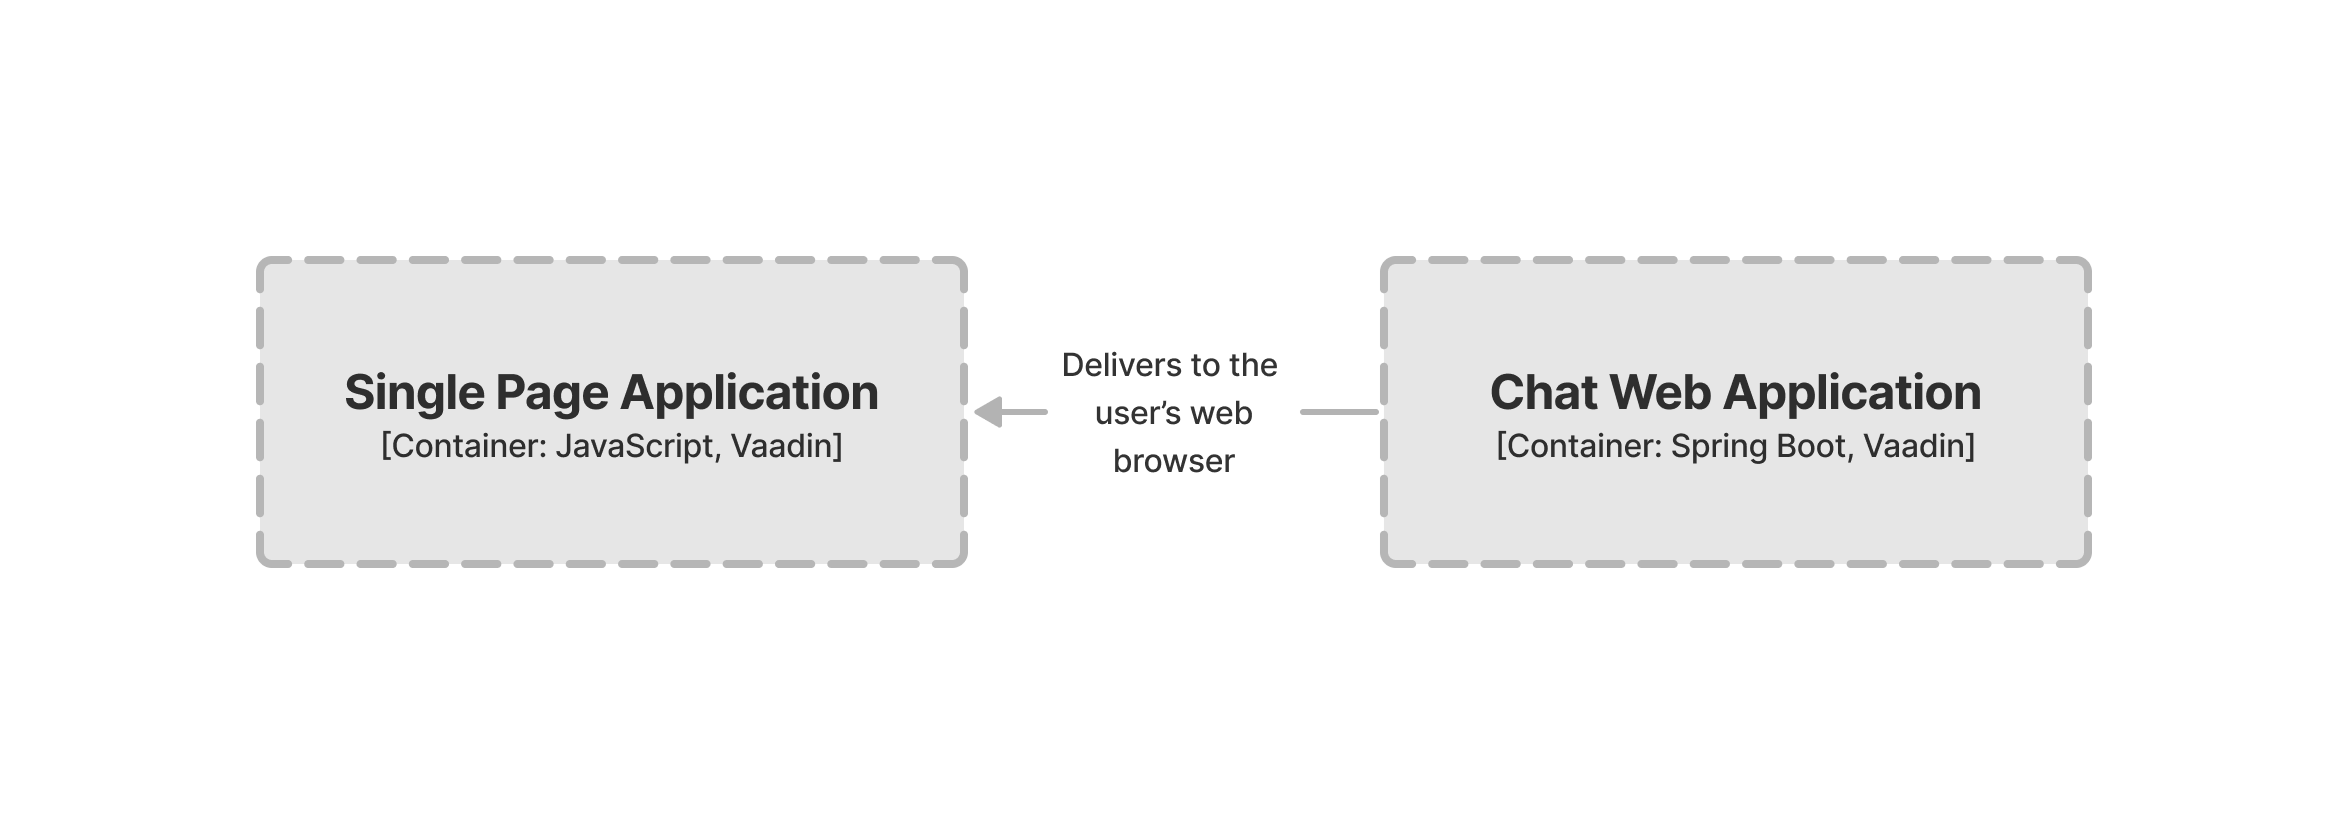 Single Page Application
[Container: JavaScript, Vaadin]
Delivers to the
user’s web
browser
Chat Web Application
[Container: Spring Boot, Vaadin]